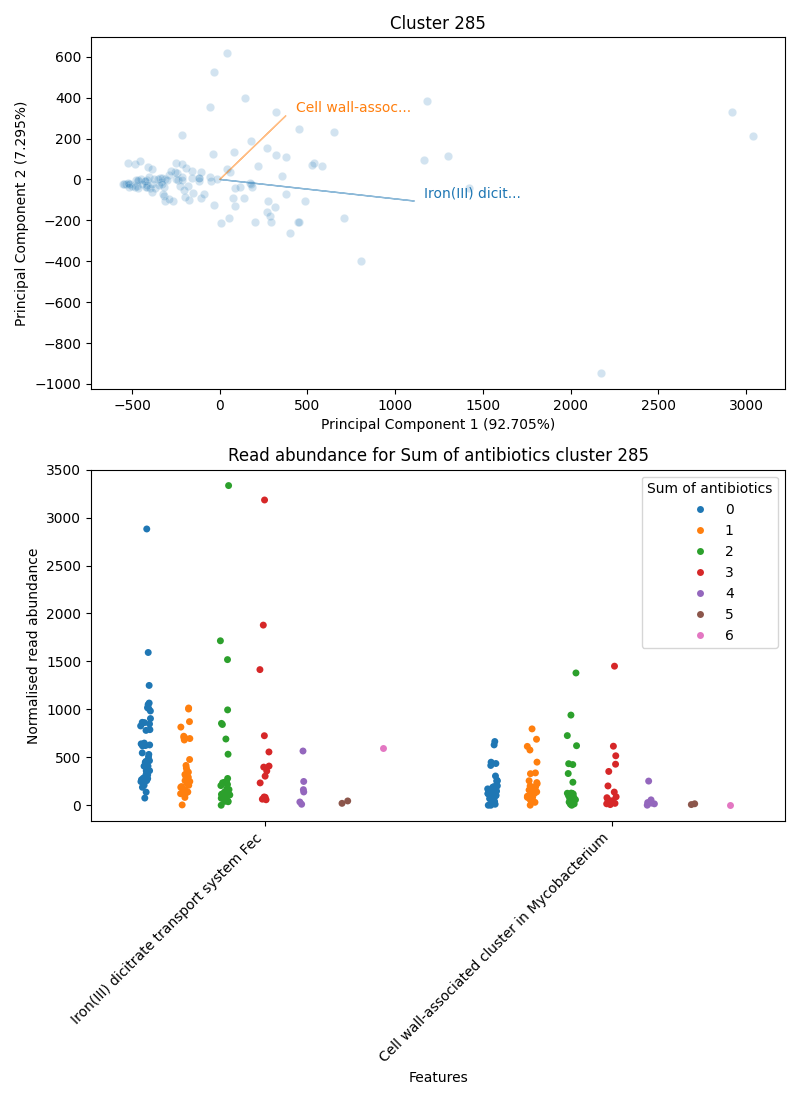 Cluster 285
600
400
200
0
−200
−400
−600
−800
−1000
Principal Component 2 (7.295%)
Cell wall-assoc...
Iron(III) dicit...
−500
0
500
1000
1500
2000
2500
3000
Principal Component 1 (92.705%)
Read abundance for Sum of antibiotics cluster 285
3500
3000
2500
2000
1500
1000
500
0
Normalised read abundance
Sum of antibiotics
0
1
2
3
4
5
6
Iron(III) dicitrate transport system Fec
Cell wall-associated cluster in Mycobacterium
Features